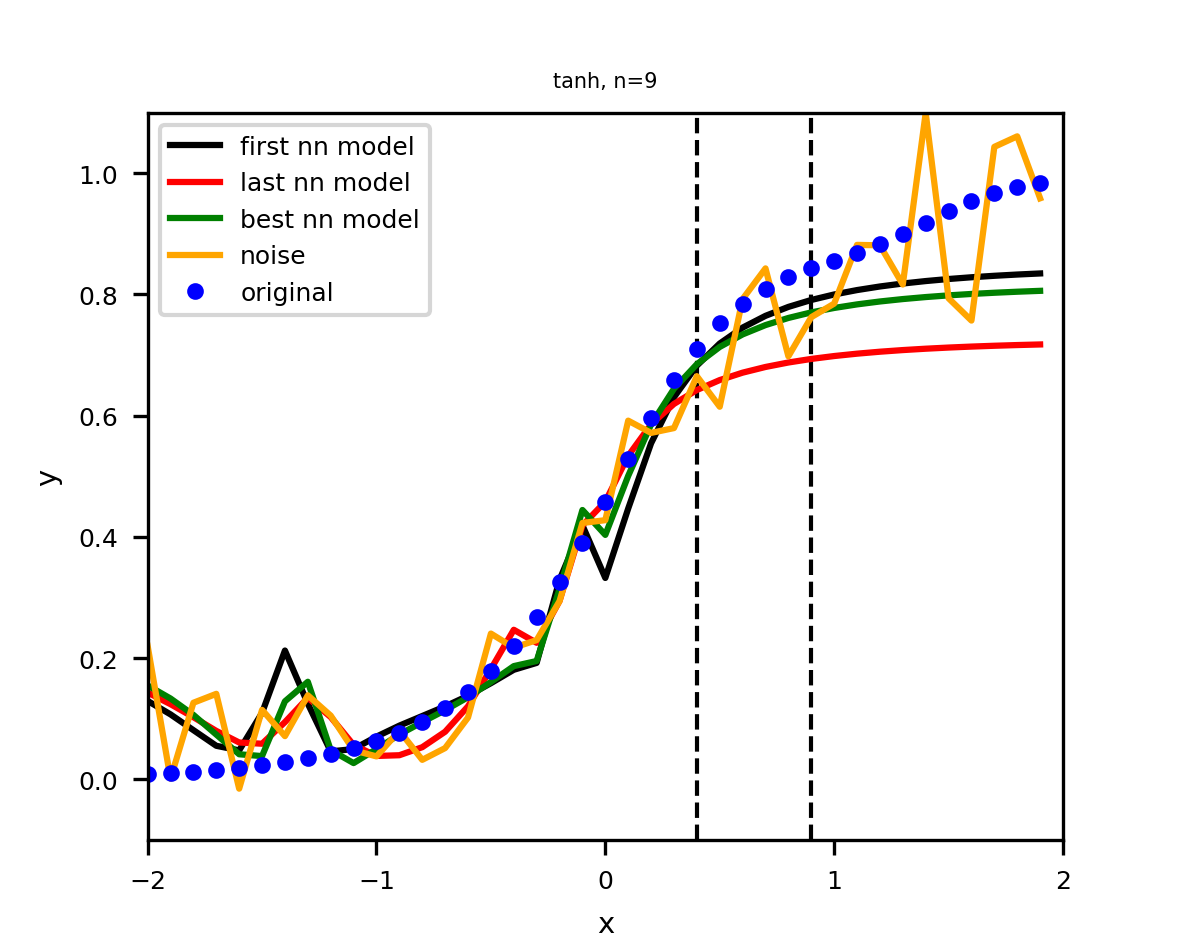 tanh, n=9
first nn model
last nn model
best nn model
noise
original
1.0
0.8
0.6
0.4
0.2
0.0
y
−2 −1 0 1 2
x